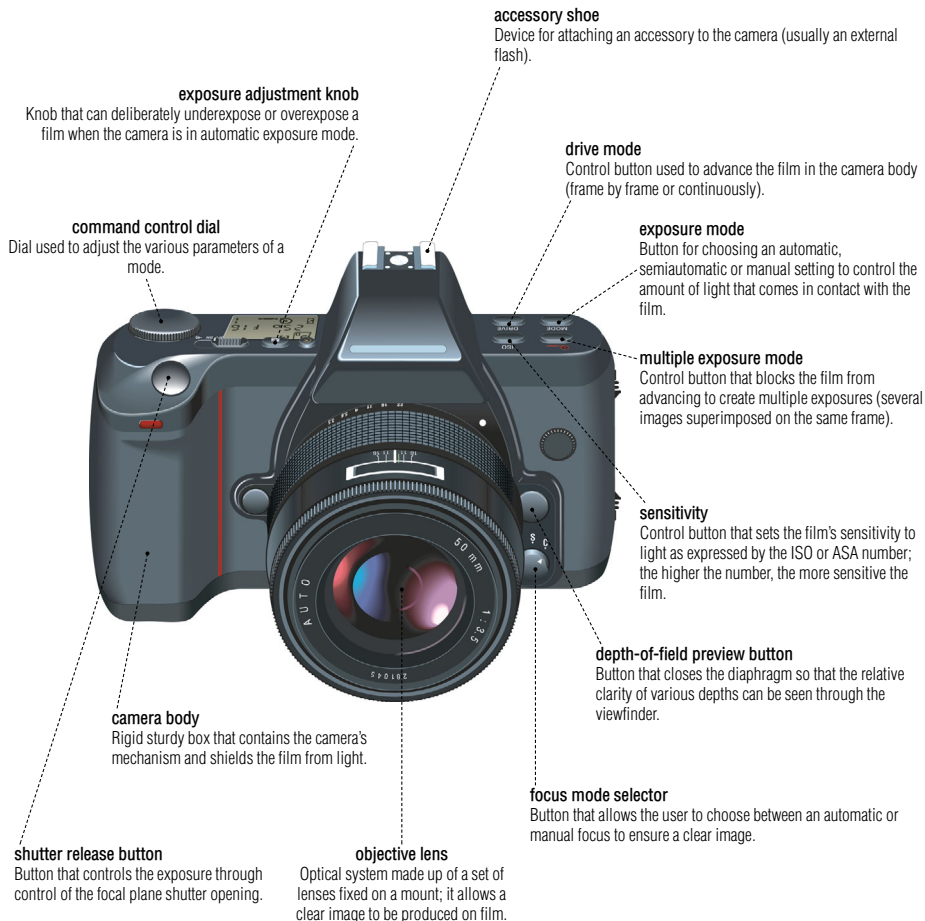 accessory shoe
Device for attaching an accessory to the camera (usually an external
flash).
exposure adjustment knob
Knob that can deliberately underexpose or overexpose a
film when the camera is in automatic exposure mode.
drive mode
Control button used to advance the film in the camera body
(frame by frame or continuously).
command control dial
Dial used to adjust the various parameters of a
mode.
exposure mode
Button for choosing an automatic,
semiautomatic or manual setting to control the
amount of light that comes in contact with the
film.
DRIVE
MODE
ISO
multiple exposure mode
Control button that blocks the film from
advancing to create multiple exposures (several
images superimposed on the same frame).
sensitivity
Control button that sets the film's sensitivity to
light as expressed by the ISO or ASA number;
the higher the number, the more sensitive the
film.
S C
AUTO
50 mm
1:3,5
281045
depth-of-field preview button
Button that closes the diaphragm so that the relative
clarity of various depths can be seen through the
viewfinder.
camera body
Rigid sturdy box that contains the camera's
mechanism and shields the film from light.
focus mode selector
Button that allows the user to choose between an automatic or
manual focus to ensure a clear image.
shutter release button
Button that controls the exposure through
control of the focal plane shutter opening.
objective lens
Optical system made up of a set of
lenses fixed on a mount; it allows a
clear image to be produced on film.